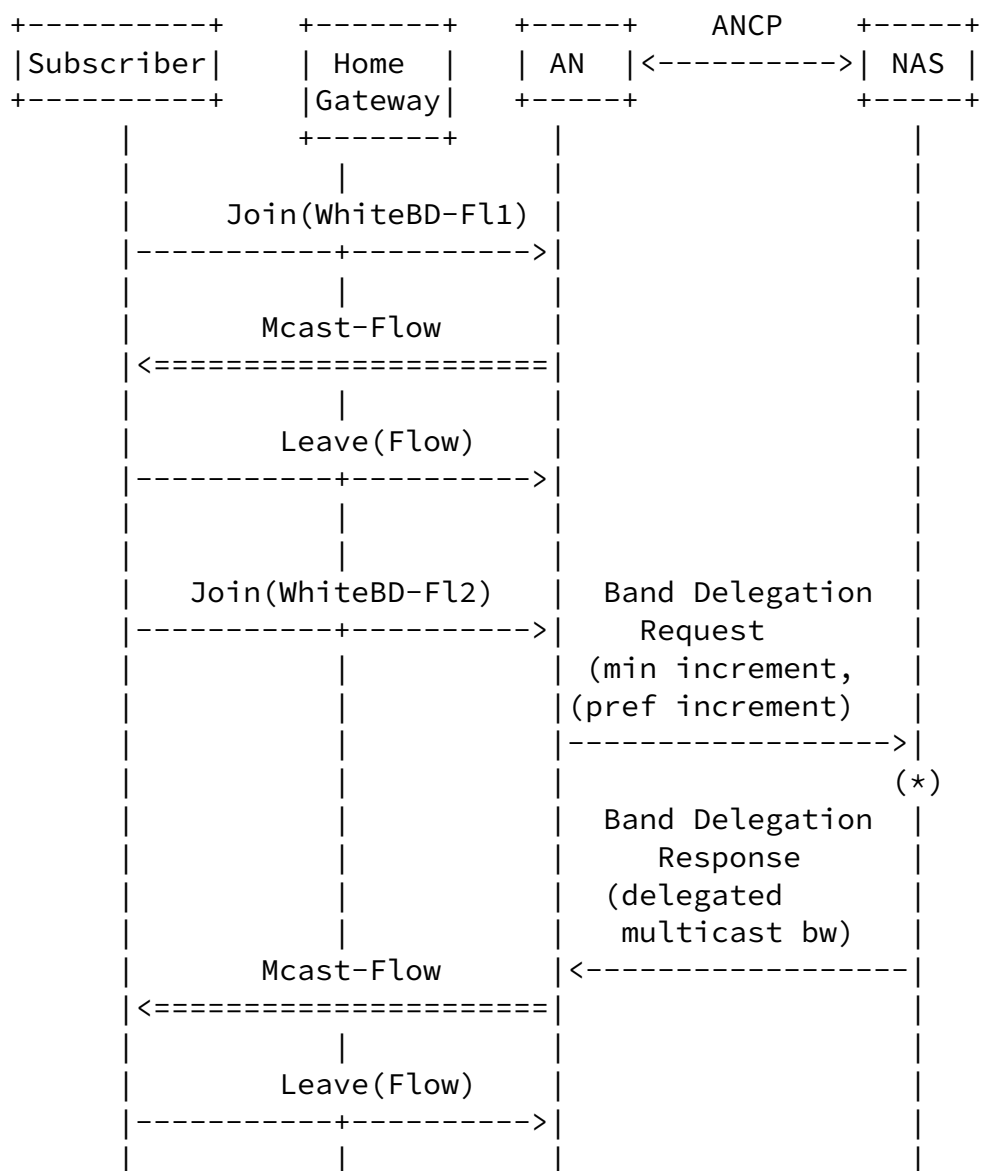 ANCP
Subscriber Home AN <----------> NAS
Gateway
Join(WhiteBD-Fl1)
Mcast-Flow
Leave(Flow)
Join(WhiteBD-Fl2) Band Delegation
Request
(min increment,
(pref increment)
(*)
Band Delegation
Response
(delegated
multicast bw)
Mcast-Flow
Leave(Flow)